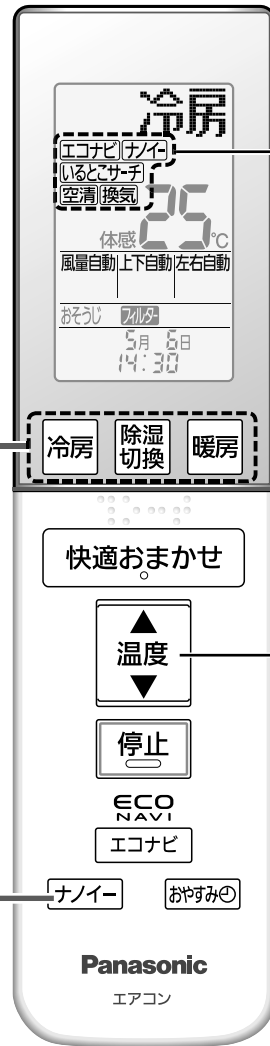 冷房
エコナビ ナノイー
いるとこサーチ
空清 換気
体感 25℃
風量自動 上下自動 左右自動
おそうじ フィルター
5月 6日
14:30
冷房 除湿切換 暖房
快適おまかせ
▲
温度
▼
停止
ECO
NAVI
エコナビ
ナノイー おやすみ
Panasonic
エアコン